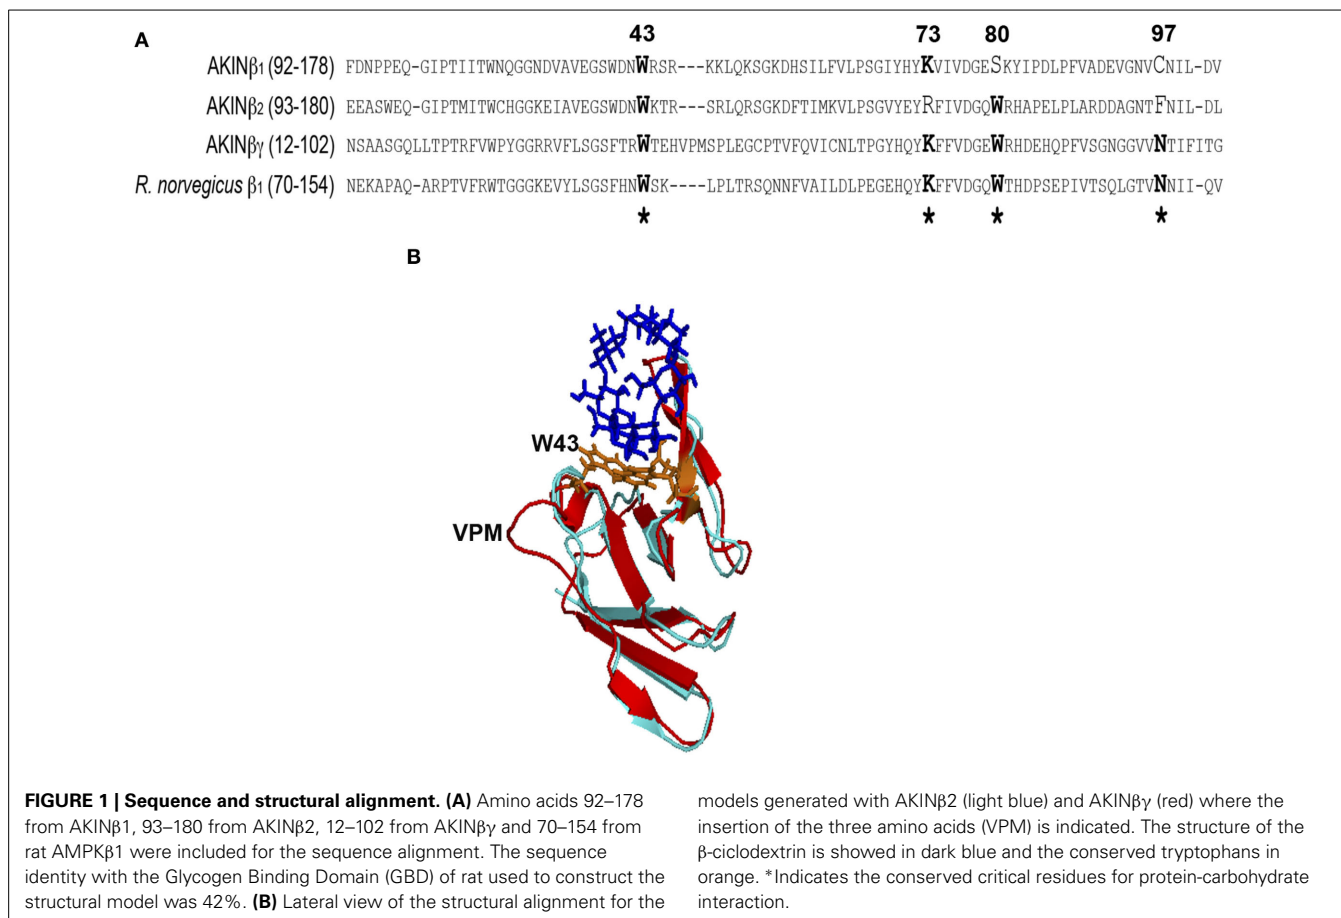 A
43 73 80 97
AKINβ1 (92-178) FDNPPEQ-GIPTIITWNQGGNDVAVEGSWDNWRSR---KKLQKSGKDHSILFVLPSGIYHYKVIVDGESKYIPDLPFVADEVGNVCNIL-DV
AKINβ2 (93-180) EEASWEQ-GIPTMITWCHGGKEIAVEGSWDNWKTR---SRLQRSGKDFTIMKVLPSGVYEYRFIVDGQWRHAPELPLARDDAGNTFNIL-DL
AKINβγ (12-102) NSAASGQLLTPTRFVWPYGGRRVFLSGSFTRWTEHVPMSPLEGCPTVFQVICNLTPGYHQYKFFVDGEWRHDEHQPFVSGNGGVVNTIFITG
R. norvegicus β1 (70-154) NEKAPAQ-ARPTVFRWTGGGKEVYLSGSFHNWSK----LPLTRSQNNFVAILDLPEGEHQYKFFVDGQWTHDPSEPIVTSQLGTVNNII-QV
* * * *
B
W43
VPM
FIGURE 1 | Sequence and structural alignment. (A) Amino acids 92–178
from AKINβ1, 93–180 from AKINβ2, 12–102 from AKINβγ and 70–154 from
rat AMPKβ1 were included for the sequence alignment. The sequence
identity with the Glycogen Binding Domain (GBD) of rat used to construct the
structural model was 42%. (B) Lateral view of the structural alignment for the
models generated with AKINβ2 (light blue) and AKINβγ (red) where the
insertion of the three amino acids (VPM) is indicated. The structure of the
β-ciclodextrin is showed in dark blue and the conserved tryptophans in
orange. *Indicates the conserved critical residues for protein-carbohydrate
interaction.